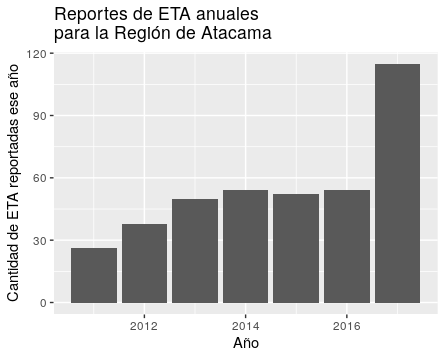 Reportes de ETA anuales
para la Región de Atacama
Cantidad de ETA reportadas ese año
120
90
60
30
0
2012
2014
2016
Año